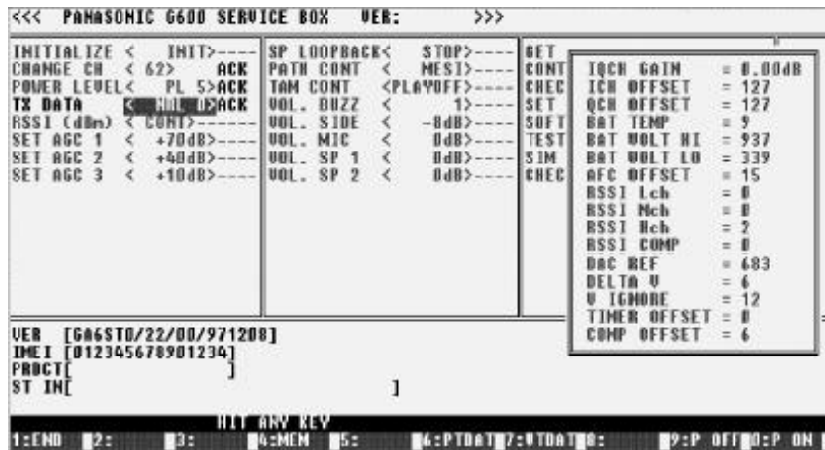 <<< PANASONIC G600 SERVICE BOX VER: >>>
INITIALIZE < INIT>----
CHANGE CH < 62> ACK
POWER LEVEL< PL 5>ACK
TX DATA < NDL 0>ACK
RSSI (dBm) < CONT>----
SET AGC 1 < +70dB>----
SET AGC 2 < +40dB>----
SET AGC 3 < +10dB>----
SP LOOPBACK< STOP>----
PATH CONT < MESI>----
TAM CONT <PLAYOFF>----
VOL. BUZZ < 1>----
VOL. SIDE < -8dB>----
VOL. MIC < 0dB>----
VOL. SP 1 < 0dB>----
VOL. SP 2 < 0dB>----
GET
CONT
CHEC
SET
SOFT
TEST
SIM
CHEC
IQCH GAIN = 0.00dB
ICH OFFSET = 127
QCH OFFSET = 127
BAT TEMP = 9
BAT VOLT HI = 937
BAT VOLT LO = 339
AFC OFFSET = 15
RSSI Lch = 0
RSSI Mch = 0
RSSI Hch = 2
RSSI COMP = 0
DAC REF = 683
DELTA V = 6
V IGNORE = 12
TIMER OFFSET = 0
COMP OFFSET = 6
VER [GA6ST0/22/00/971208]
IMEI [012345678901234]
PRDCT[ ]
ST IN[ ]
HIT ANY KEY
1:END 2: 3: 4:MEM 5: 6:PTDAT 7:VTDAT 8: 9:P OFF 0:P ON